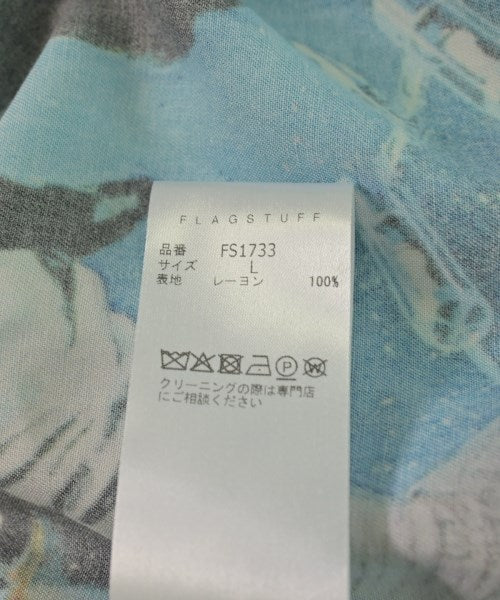 FLAGSTUFF
品番 FS1733
サイズ L
表地 レーヨン 100%
P W
クリーニングの際は専門店
にご相談ください